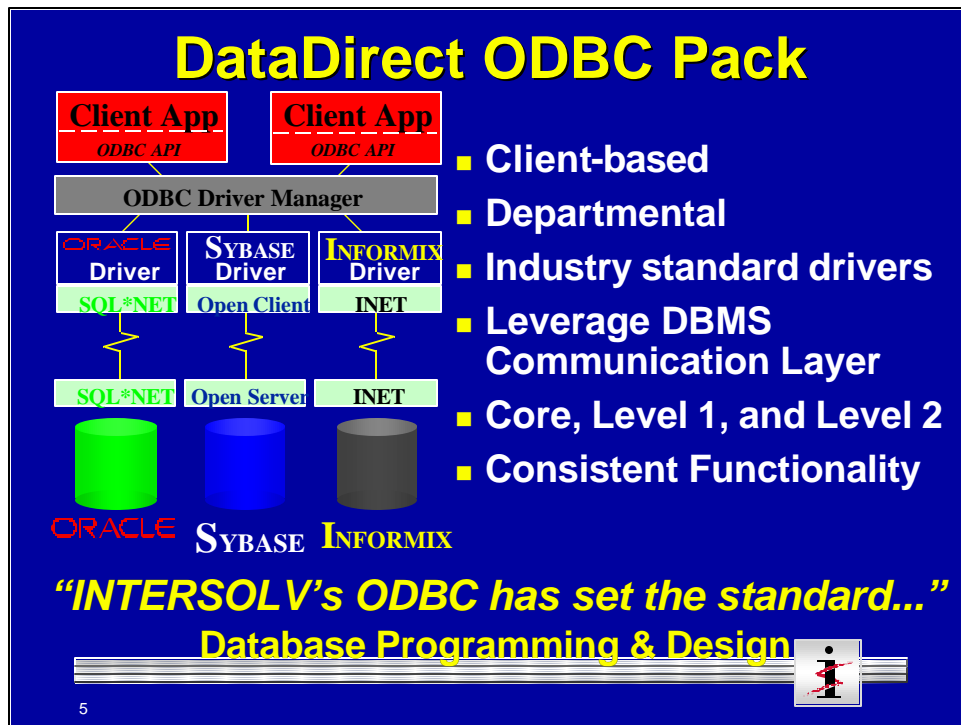 DataDirect ODBC Pack
Client App
ODBC API
Client App
ODBC API
ODBC Driver Manager
ORACLE
Driver
SYBASE
Driver
INFORMIX
Driver
SQL*NET
Open Client
INET
SQL*NET
Open Server
INET
ORACLE
SYBASE
INFORMIX
Client-based
Departmental
Industry standard drivers
Leverage DBMS
Communication Layer
Core, Level 1, and Level 2
Consistent Functionality
“INTERSOLV’s ODBC has set the standard...”
Database Programming & Design
i
5